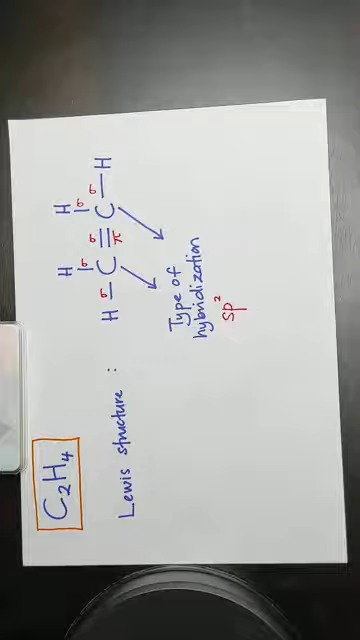 C₂H₄
Lewis structure :
H H
σ σ σ σ σ
H — C = C — H
π
Type of
hybridization
sp²